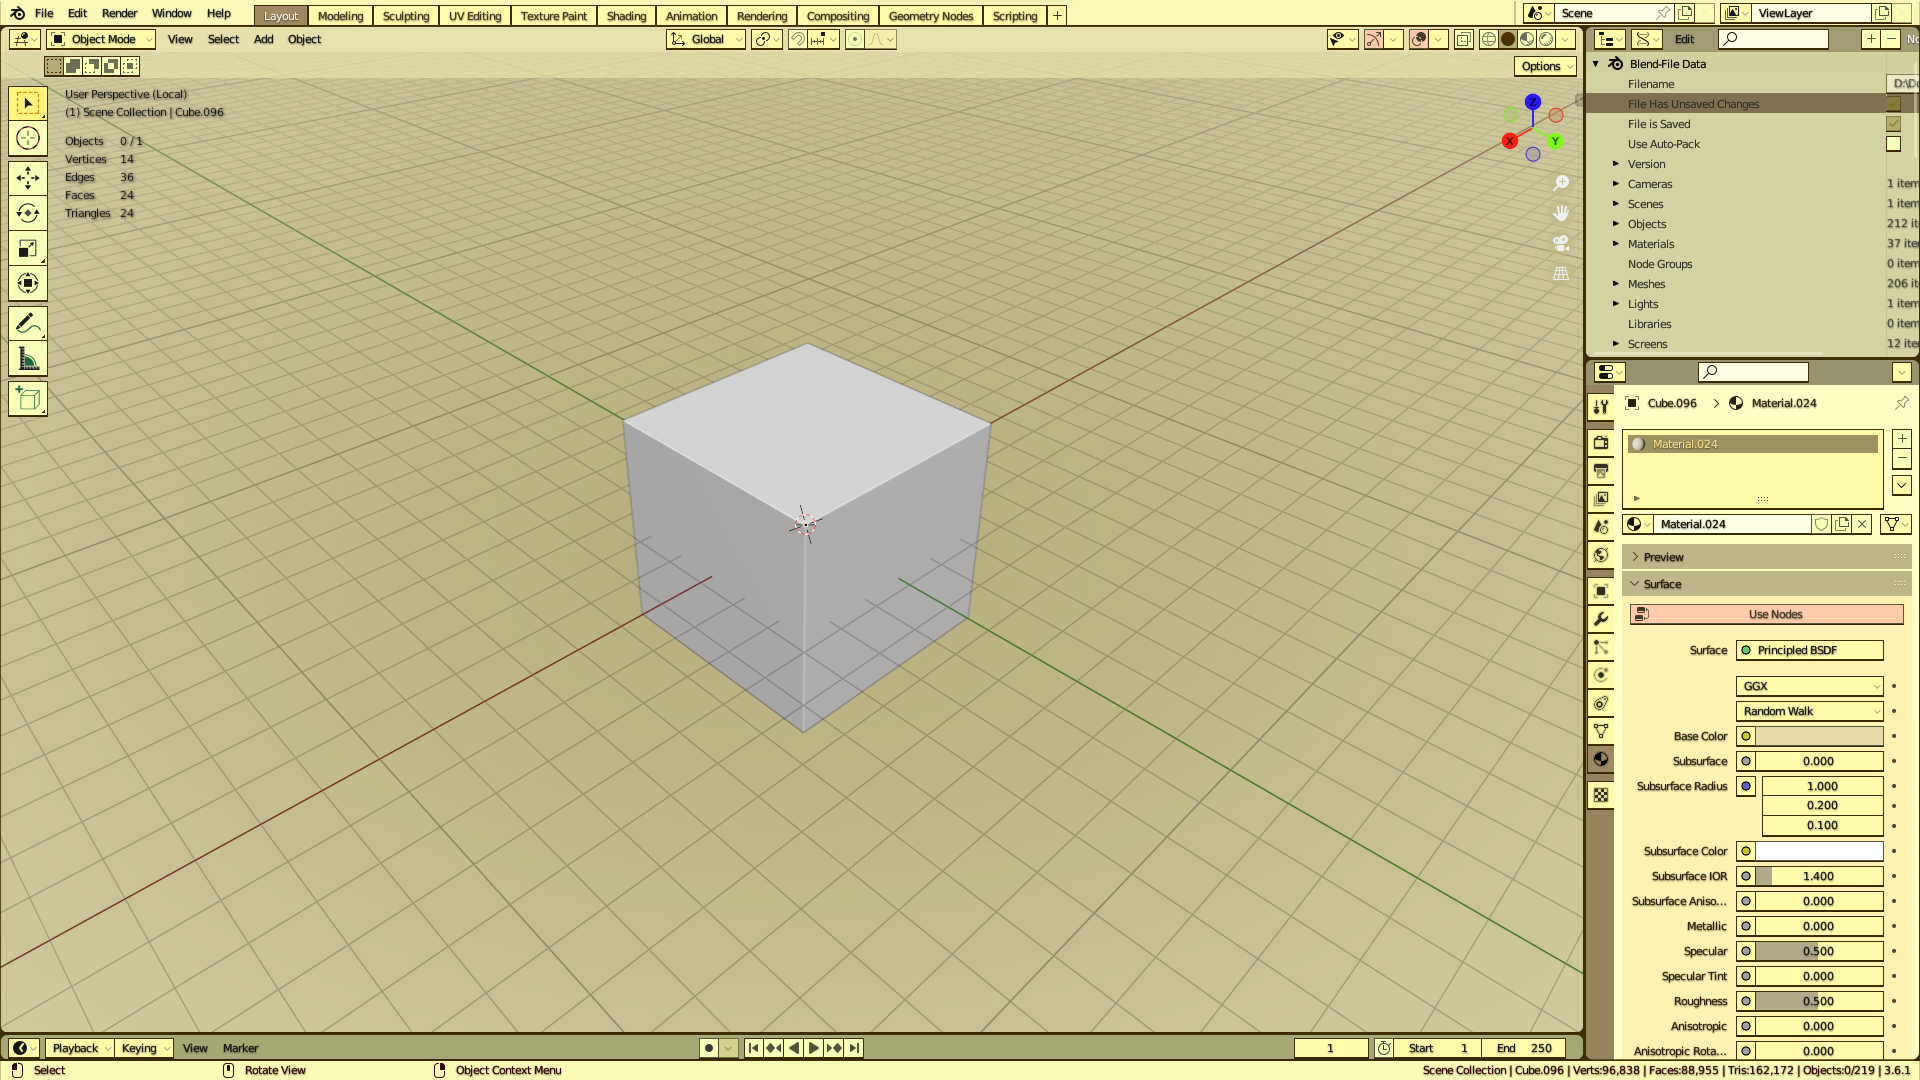 File Edit Render Window Help Layout Modeling Sculpting UV Editing Texture Paint Shading Animation Rendering Compositing Geometry Nodes Scripting + Scene ViewLayer
Object Mode View Select Add Object Global Edit
Options
User Perspective (Local)
(1) Scene Collection | Cube.096
Objects 0 / 1
Vertices 14
Edges 36
Faces 24
Triangles 24
Z
X
Y
Blend-File Data
Filename
File Has Unsaved Changes
File is Saved
Use Auto-Pack
Version
Cameras 1 item
Scenes 1 item
Objects 212 ite
Materials 37 ite
Node Groups 0 item
Meshes 206 it
Lights 1 item
Libraries 0 item
Screens 12 ite
Cube.096 > Material.024
Material.024
Material.024
Preview
Surface
Use Nodes
Surface Principled BSDF
GGX
Random Walk
Base Color
Subsurface 0.000
Subsurface Radius 1.000
0.200
0.100
Subsurface Color
Subsurface IOR 1.400
Subsurface Aniso... 0.000
Metallic 0.000
Specular 0.500
Specular Tint 0.000
Roughness 0.500
Anisotropic 0.000
Anisotropic Rota... 0.000
Playback Keying View Marker 1 Start 1 End 250
Select Rotate View Object Context Menu Scene Collection | Cube.096 | Verts:96,838 | Faces:88,955 | Tris:162,172 | Objects:0/219 | 3.6.1